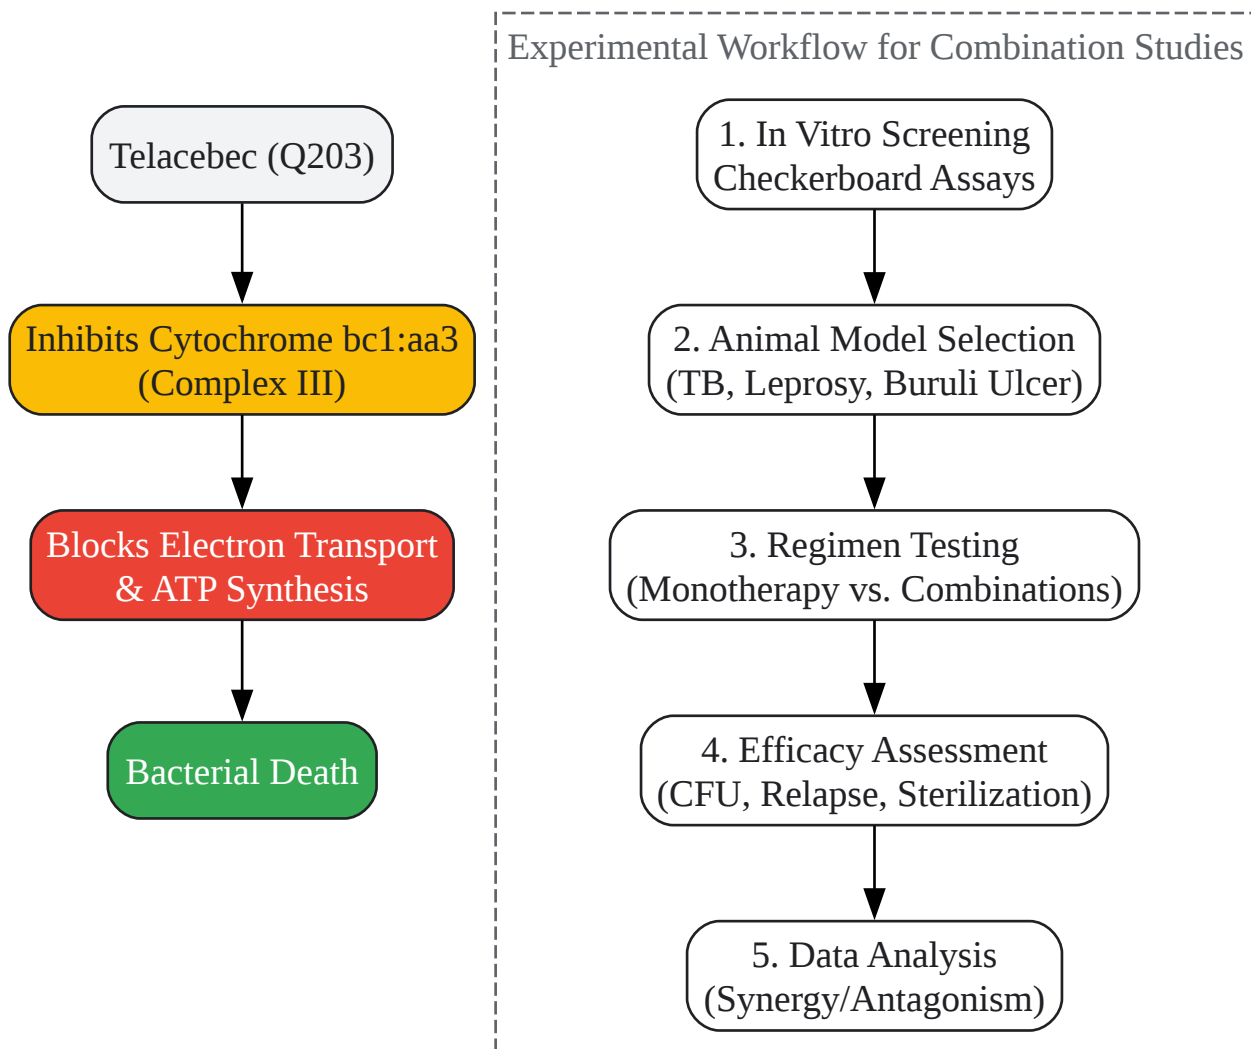 Telacebec (Q203)
Inhibits Cytochrome bc1:aa3
(Complex III)
Blocks Electron Transport
& ATP Synthesis
Bacterial Death
Experimental Workflow for Combination Studies
1. In Vitro Screening
Checkerboard Assays
2. Animal Model Selection
(TB, Leprosy, Buruli Ulcer)
3. Regimen Testing
(Monotherapy vs. Combinations)
4. Efficacy Assessment
(CFU, Relapse, Sterilization)
5. Data Analysis
(Synergy/Antagonism)